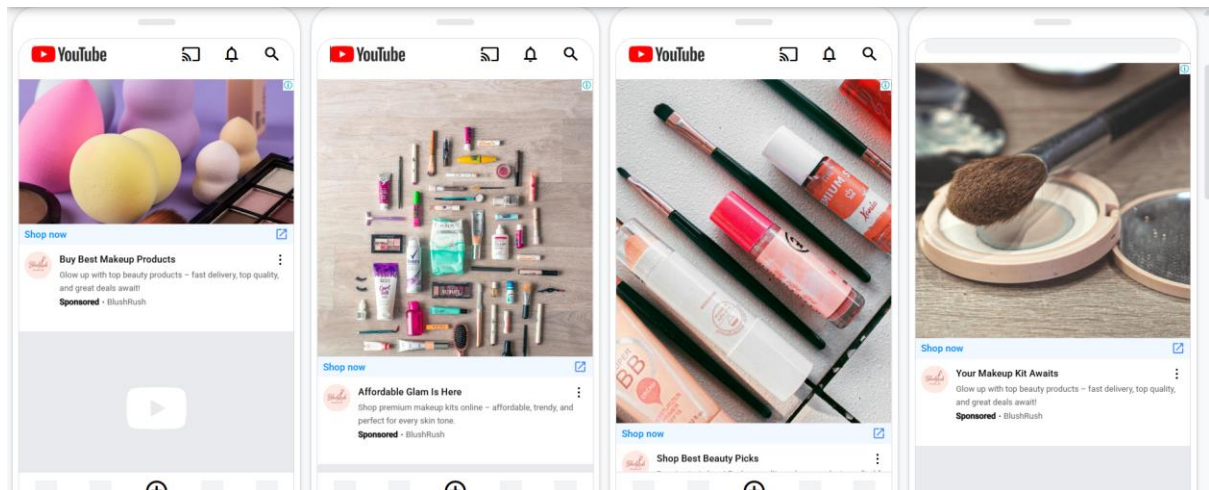 YouTube
Shop now
Buy Best Makeup Products
Glow up with top beauty products – fast delivery, top quality,
and great deals await!
Sponsored • BlushRush
YouTube
Shop now
Affordable Glam Is Here
Shop premium makeup kits online – affordable, trendy, and
perfect for every skin tone.
Sponsored • BlushRush
YouTube
BB
Shop now
Shop Best Beauty Picks
Shop now
Your Makeup Kit Awaits
Glow up with top beauty products – fast delivery, top quality,
and great deals await!
Sponsored • BlushRush